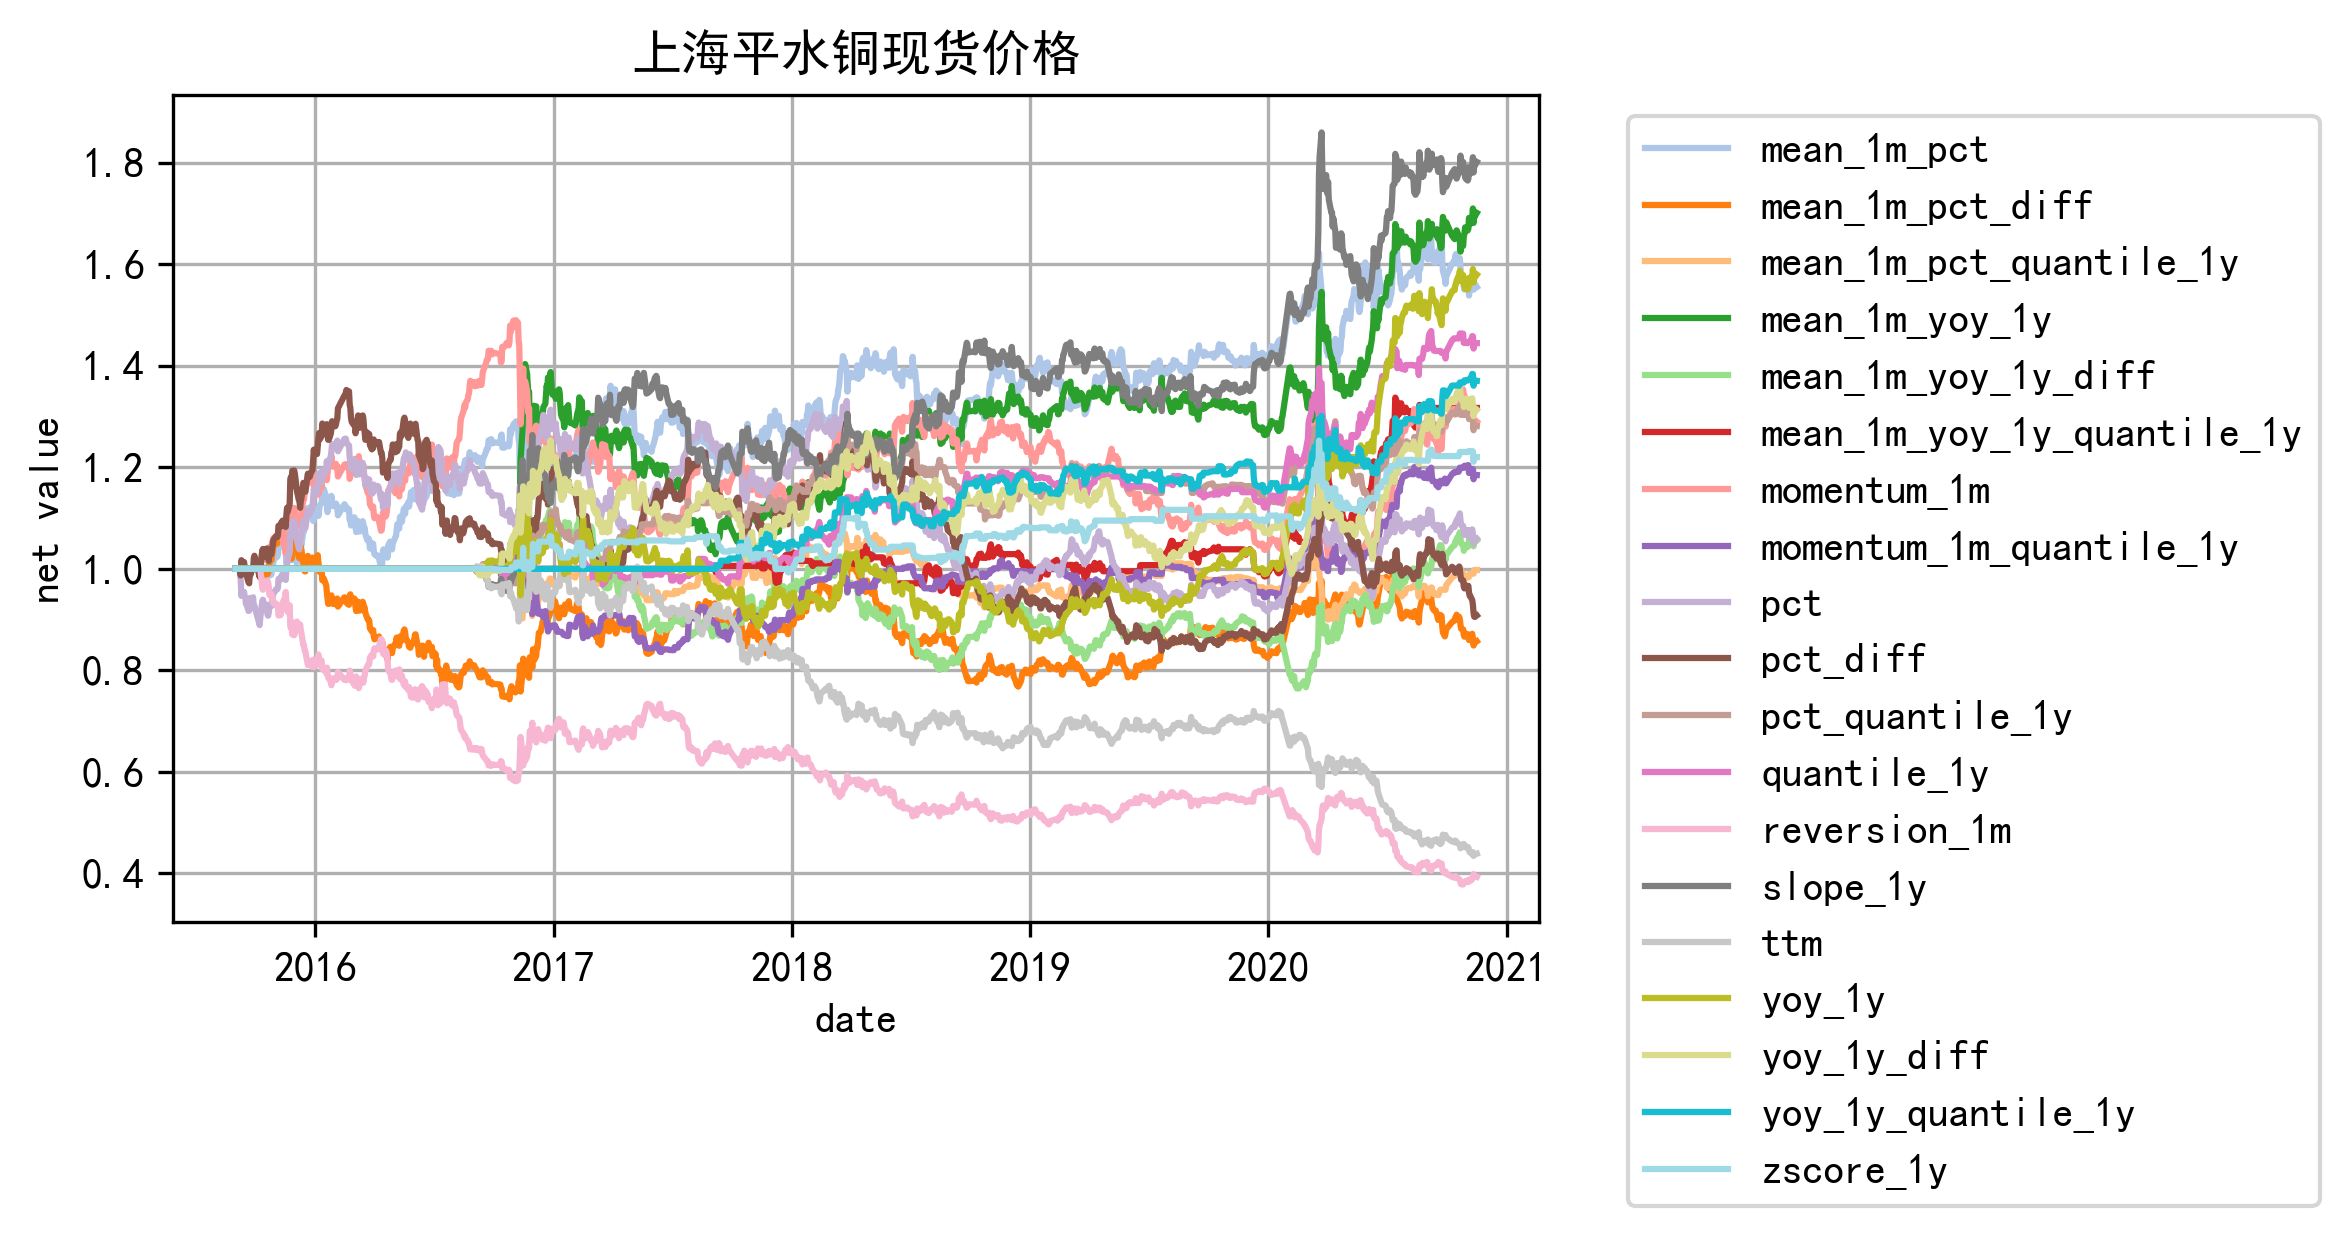 上海平水铜现货价格
net value
1.8
1.6
1.4
1.2
1.0
0.8
0.6
0.4
2016
2017
2018
2019
2020
2021
date
mean_1m_pct
mean_1m_pct_diff
mean_1m_pct_quantile_1y
mean_1m_yoy_1y
mean_1m_yoy_1y_diff
mean_1m_yoy_1y_quantile_1y
momentum_1m
momentum_1m_quantile_1y
pct
pct_diff
pct_quantile_1y
quantile_1y
reversion_1m
slope_1y
ttm
yoy_1y
yoy_1y_diff
yoy_1y_quantile_1y
zscore_1y